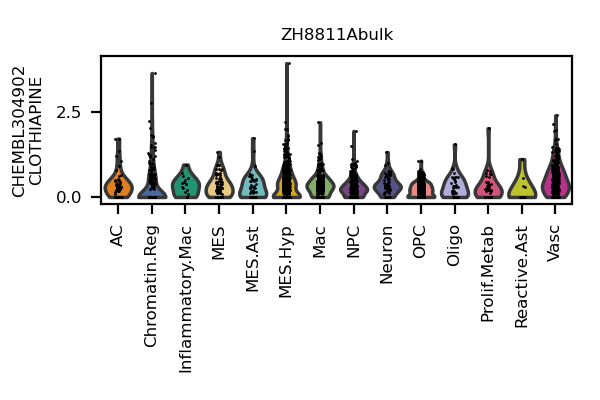 ZH8811Abulk
CHEMBL304902
CLOTHIAPINE
2.5
0.0
AC
Chromatin.Reg
Inflammatory.Mac
MES
MES.Ast
MES.Hyp
Mac
NPC
Neuron
OPC
Oligo
Prolif.Metab
Reactive.Ast
Vasc